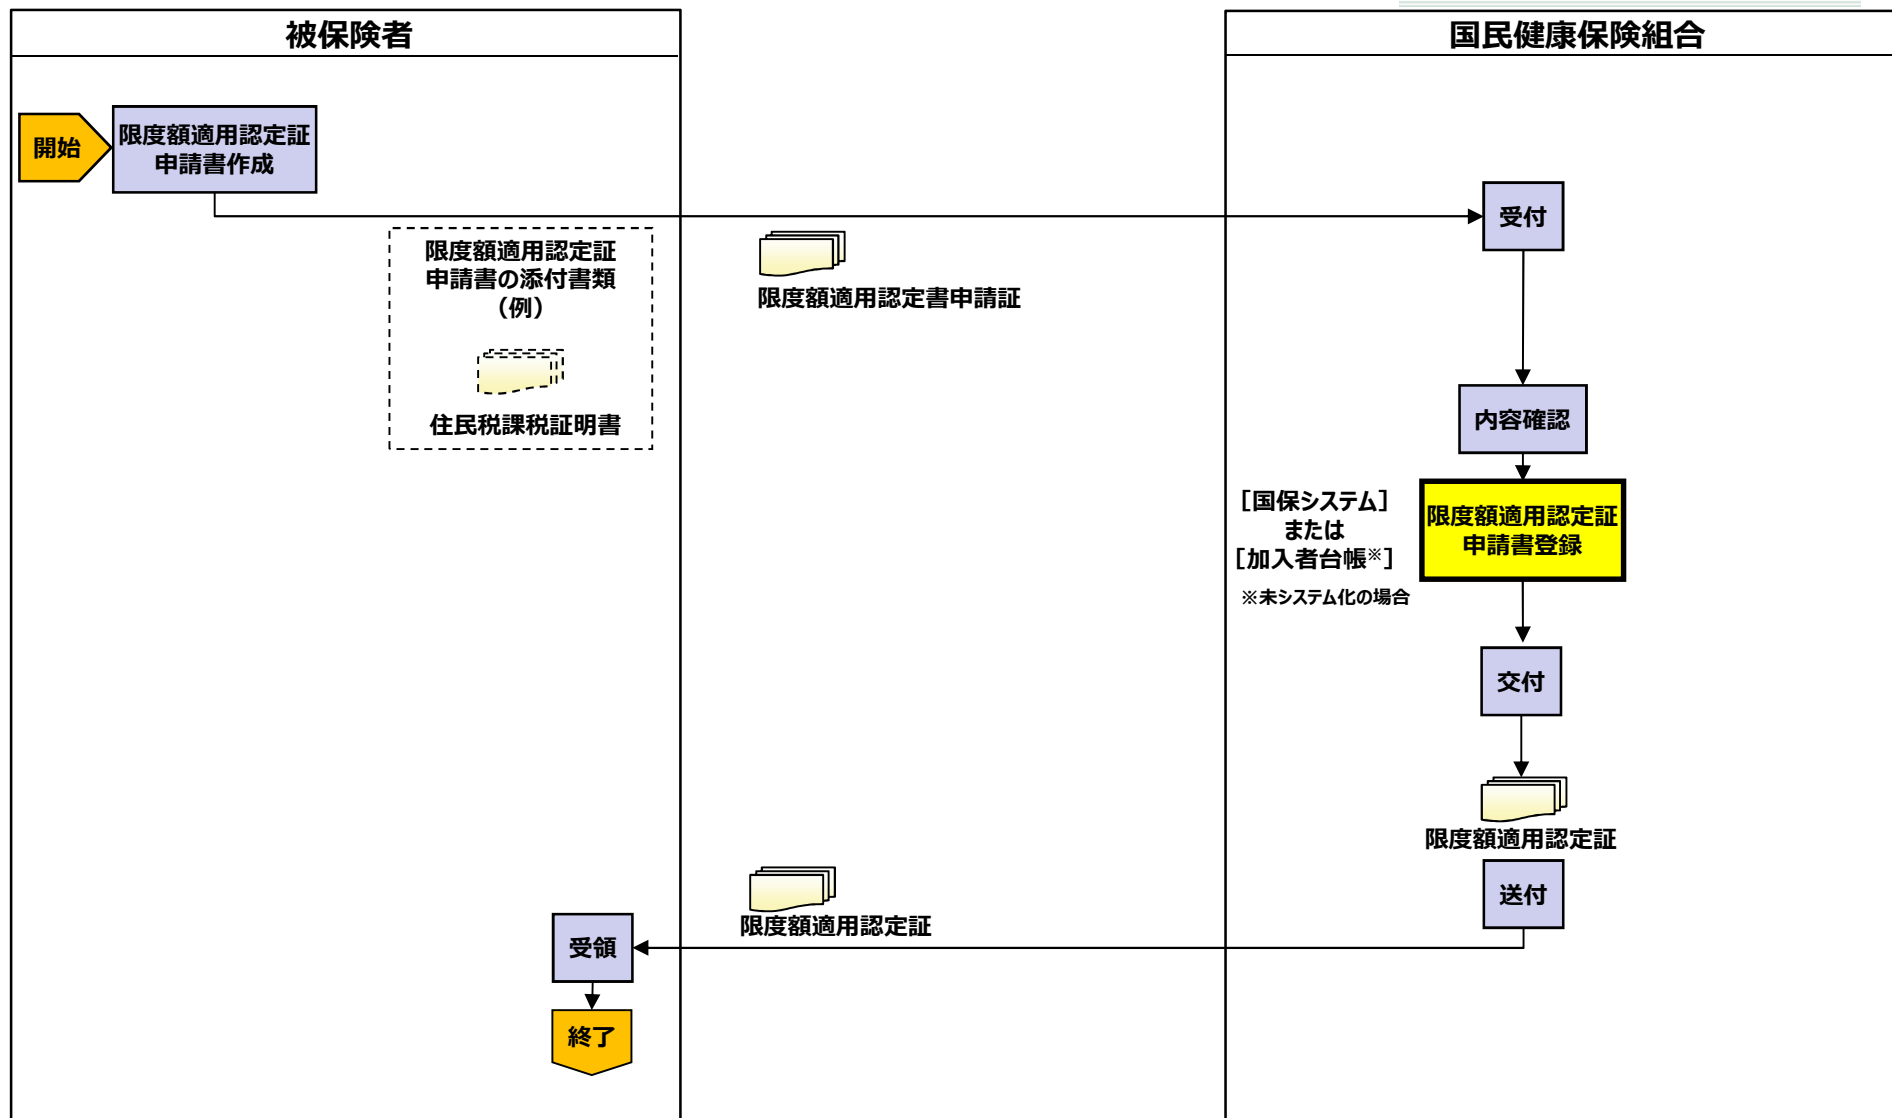 被保険者
国民健康保険組合
開始
限度額適用認定証
申請書作成
受付
限度額適用認定証
申請書の添付書類
（例）
住民税課税証明書
限度額適用認定書申請証
内容確認
［国保システム］
または
［加入者台帳※］
※未システム化の場合
限度額適用認定証
申請書登録
交付
限度額適用認定証
送付
限度額適用認定証
受領
終了